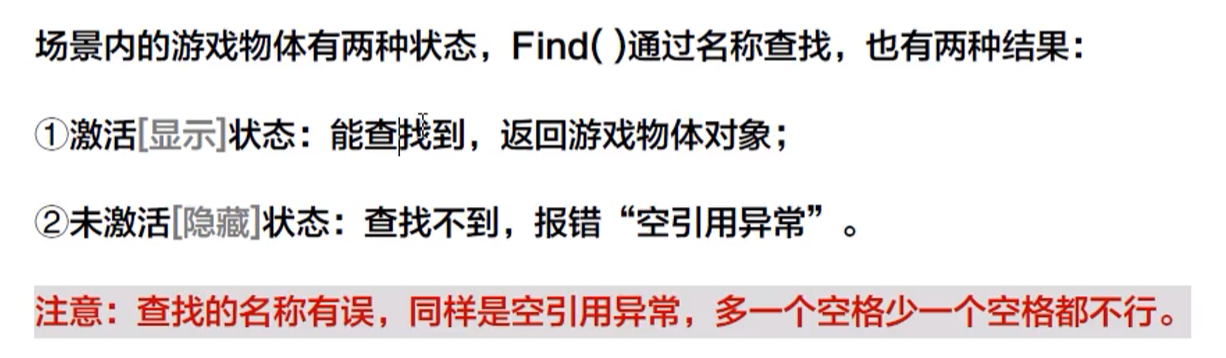 场景内的游戏物体有两种状态，Find( )通过名称查找，也有两种结果：
①激活[显示]状态：能查找到，返回游戏物体对象；
②未激活[隐藏]状态：查找不到，报错“空引用异常”。
注意：查找的名称有误，同样是空引用异常，多一个空格少一个空格都不行。